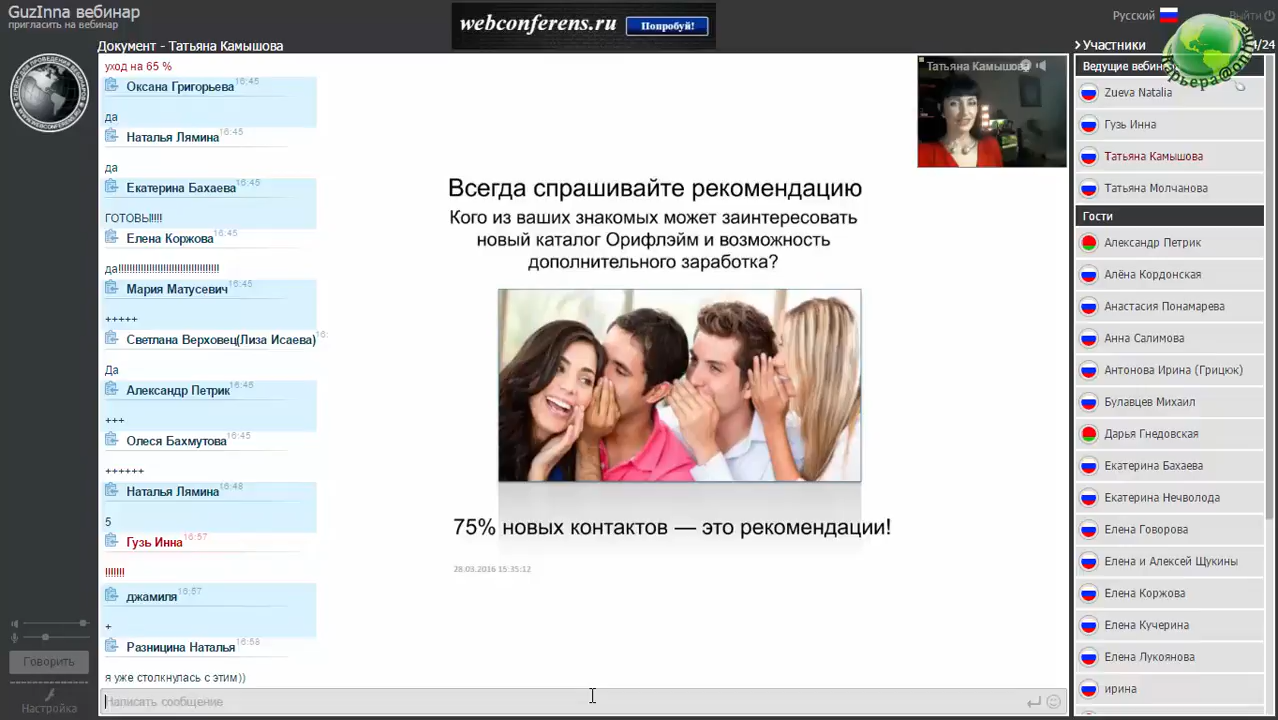 GuzInna вебинар
пригласить на вебинар
webconferens.ru Попробуй!
Русский
Выйти
Документ - Татьяна Камышова
уход на 65 %
Оксана Григорьева 16:45
да
Наталья Лямина 16:45
да
Екатерина Бахаева 16:45
ГОТОВЫ!!!!
Елена Коржова 16:45
да!!!!!!!!!!!!!!!!!!!!!!!!!!!!!!!!!!!
Мария Матусевич 16:45
+++++
Светлана Верховец(Лиза Исаева) 16:
Да
Александр Петрик 16:46
+++
Олеся Бахмутова 16:45
++++++
Наталья Лямина 16:48
5
Гузь Инна 16:57
!!!!!!!
джамиля 16:57
+
Разницина Наталья 16:58
я уже столкнулась с этим))
Написать сообщение
Говорить
Настройка
Всегда спрашивайте рекомендацию
Кого из ваших знакомых может заинтересовать
новый каталог Орифлэйм и возможность
дополнительного заработка?
75% новых контактов — это рекомендации!
28.03.2016 15:35:12
Татьяна Камышова
Участники
/24
Ведущие вебин
Zueva Natalia
Гузь Инна
Татьяна Камышова
Татьяна Молчанова
Гости
Александр Петрик
Алёна Кордонская
Анастасия Понамарева
Анна Салимова
Антонова Ирина (Грицюк)
Булавцев Михаил
Дарья Гнедовская
Екатерина Бахаева
Екатерина Нечволода
Елена Говорова
Елена и Алексей Щукины
Елена Коржова
Елена Кучерина
Елена Лукоянова
ирина